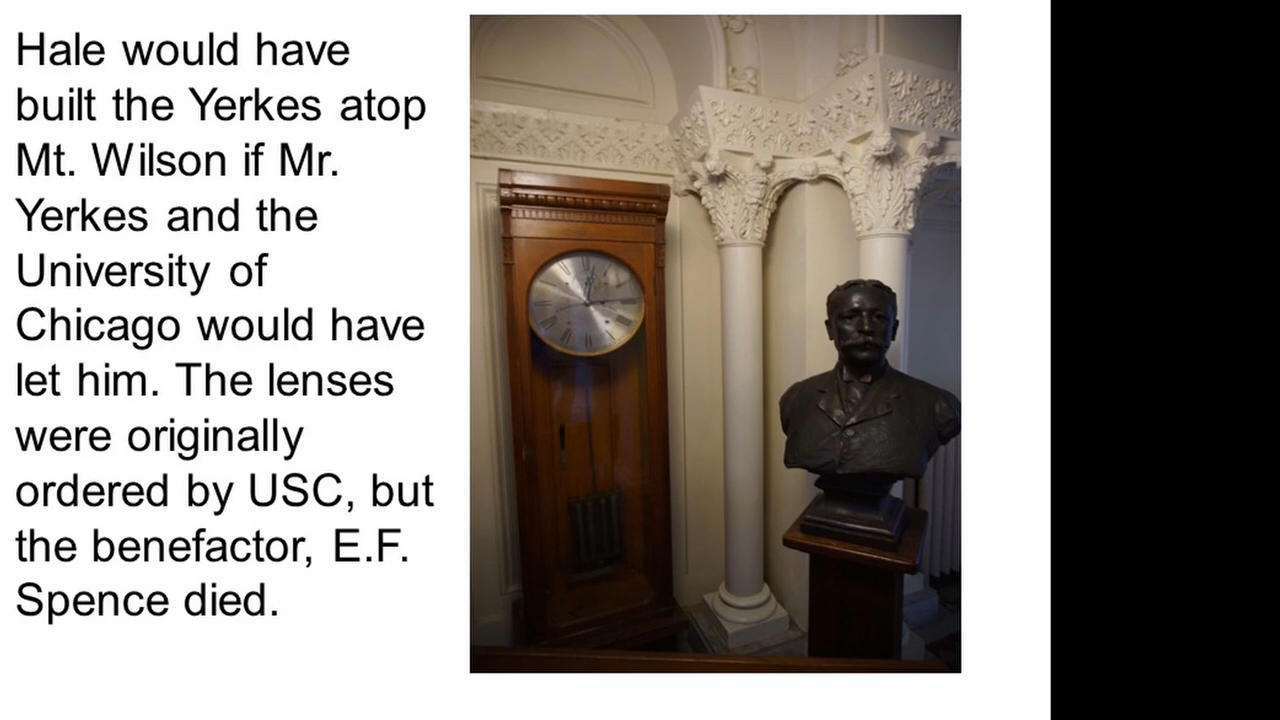 Hale would have
built the Yerkes atop
Mt. Wilson if Mr.
Yerkes and the
University of
Chicago would have
let him. The lenses
were originally
ordered by USC, but
the benefactor, E.F.
Spence died.